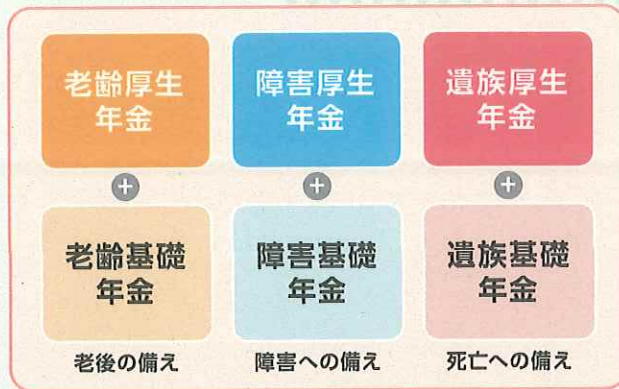 老齢厚生
年金
障害厚生
年金
遺族厚生
年金
+
+
+
老齢基礎
年金
障害基礎
年金
遺族基礎
年金
老後の備え
障害への備え
死亡への備え